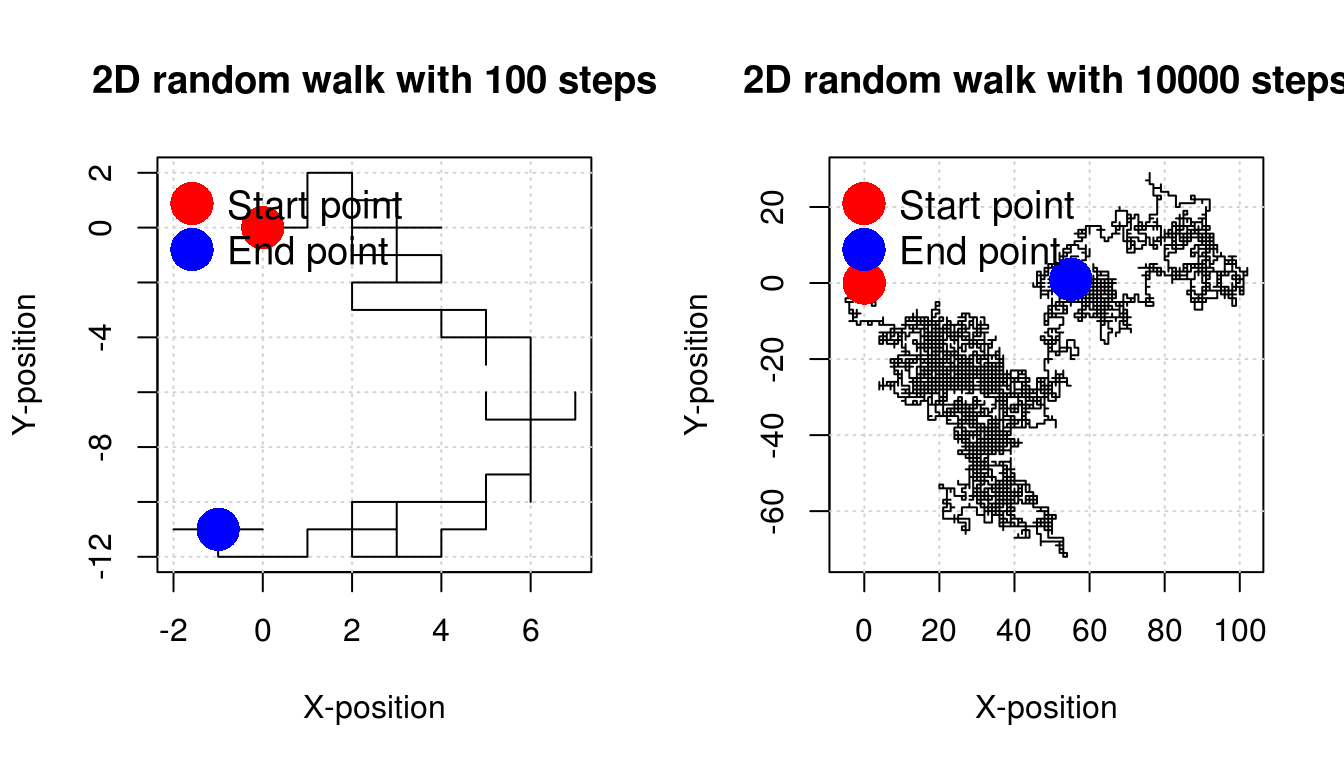 2D random walk with 100 steps
Start point
End point
2
0
-4
-8
-12
Y-position
-2 0 2 4 6
X-position
2D random walk with 10000 steps
Start point
End point
20
0
-20
-40
-60
Y-position
0 20 40 60 80 100
X-position